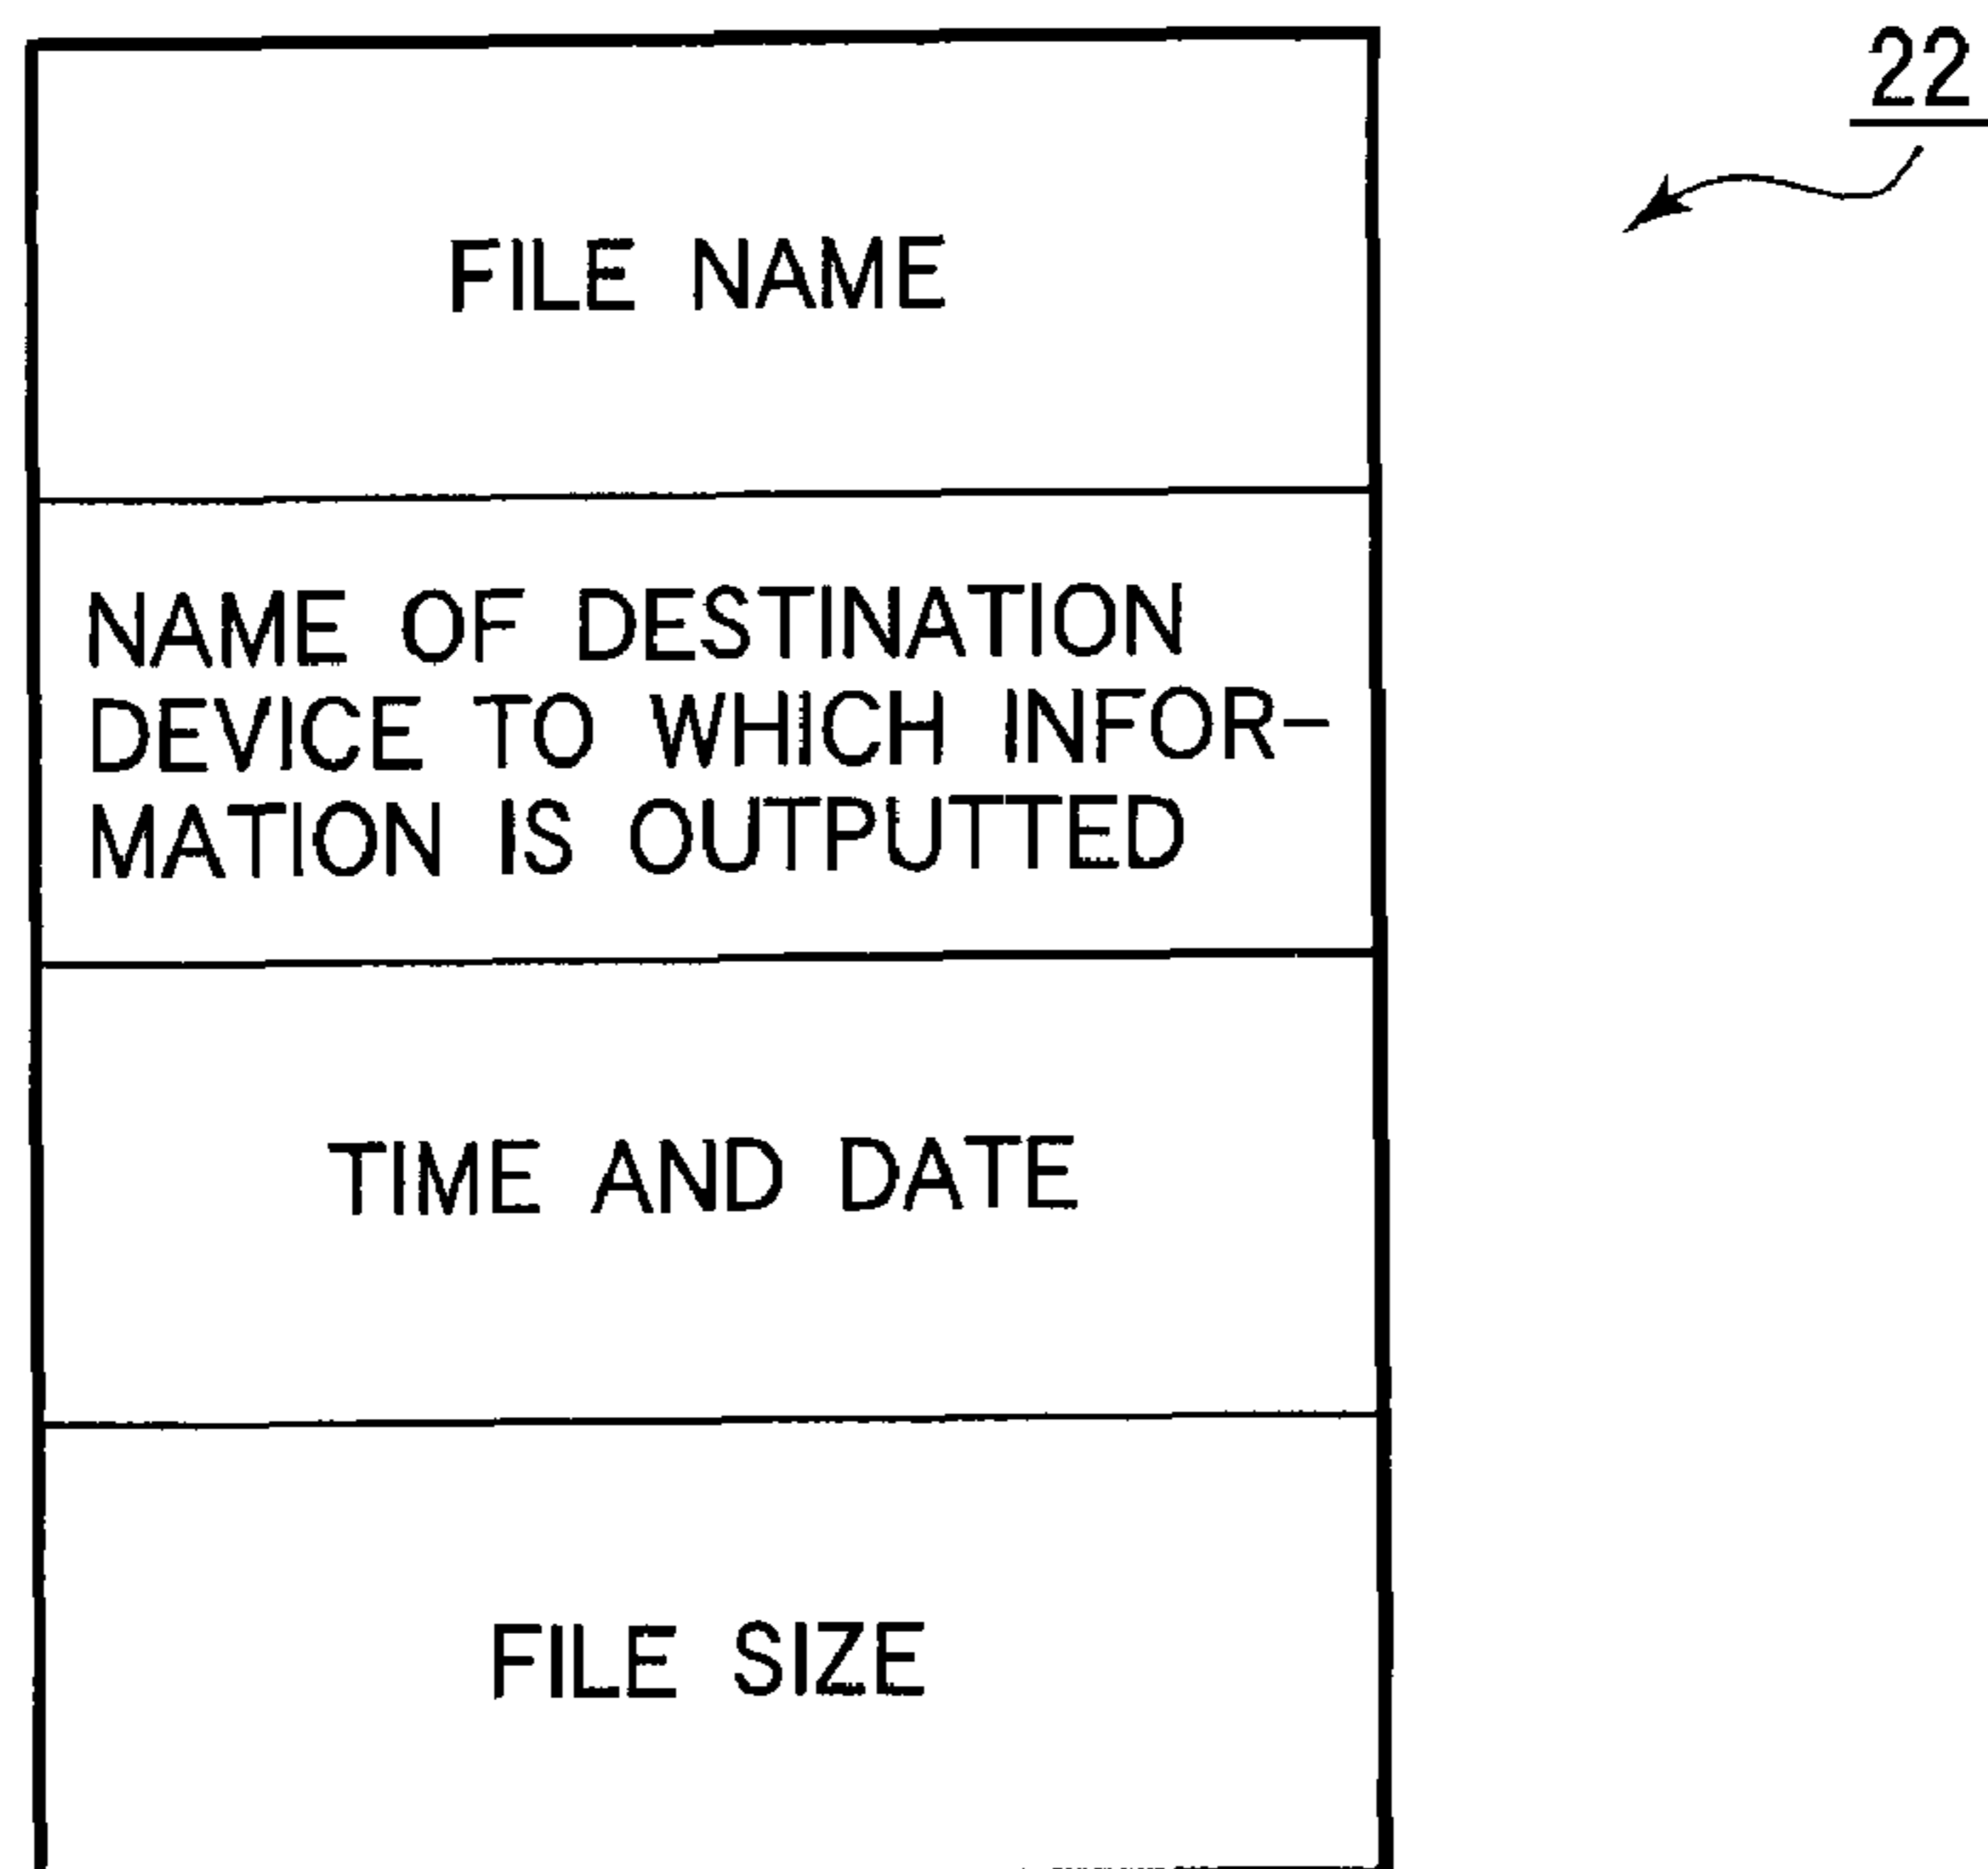 22
FILE NAME
NAME OF DESTINATION
DEVICE TO WHICH INFOR-
MATION IS OUTPUTTED
TIME AND DATE
FILE SIZE